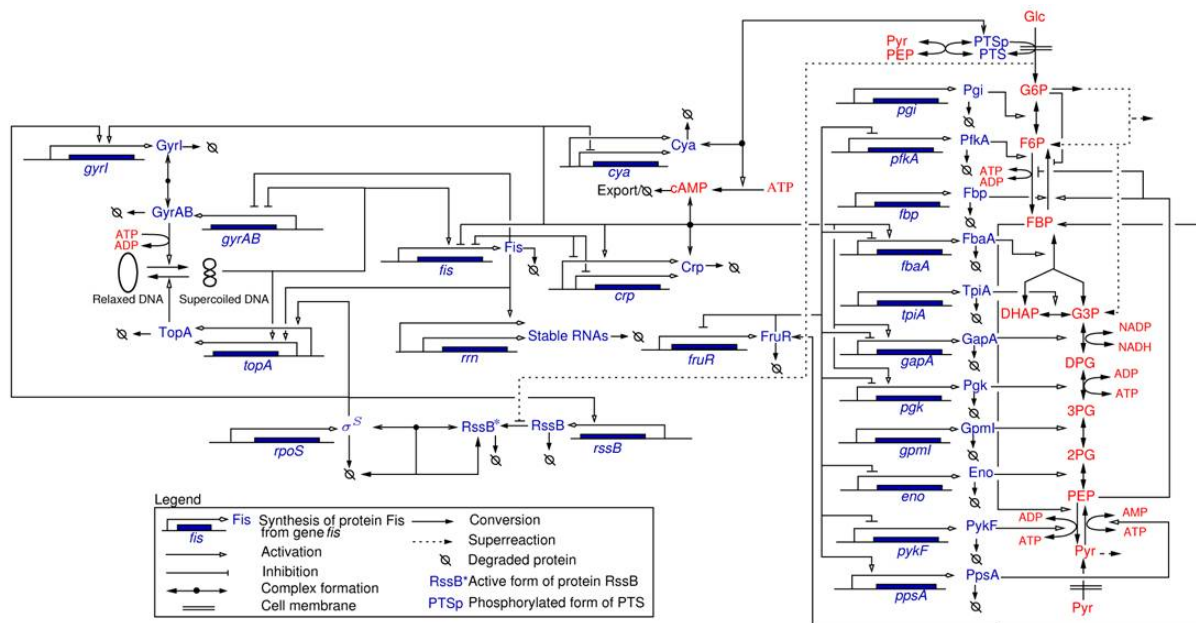 Glc
Pyr
PEP
PTSp
PTS
Pgi
G6P
pgi
GyrI
gyrI
Cya
cya
PfkA
F6P
pfkA
ATP
ADP
Export/
cAMP
ATP
GyrAB
gyrAB
Fbp
fbp
FBP
ATP
ADP
Fis
fis
Crp
crp
FbaA
fbaA
Relaxed DNA
Supercoiled DNA
TpiA
tpiA
DHAP
G3P
TopA
topA
Stable RNAs
rrn
FruR
fruR
GapA
gapA
NADP
NADH
DPG
Pgk
pgk
ADP
ATP
3PG
σS
rpoS
RssB*
RssB
rssB
GpmI
gpmI
2PG
Eno
eno
PEP
PykF
pykF
ADP
ATP
AMP
ATP
Pyr
PpsA
ppsA
Pyr
Legend
Fis
fis
Synthesis of protein Fis
from gene fis
Activation
Inhibition
Complex formation
Cell membrane
Conversion
Superreaction
Degraded protein
RssB* Active form of protein RssB
PTSp Phosphorylated form of PTS